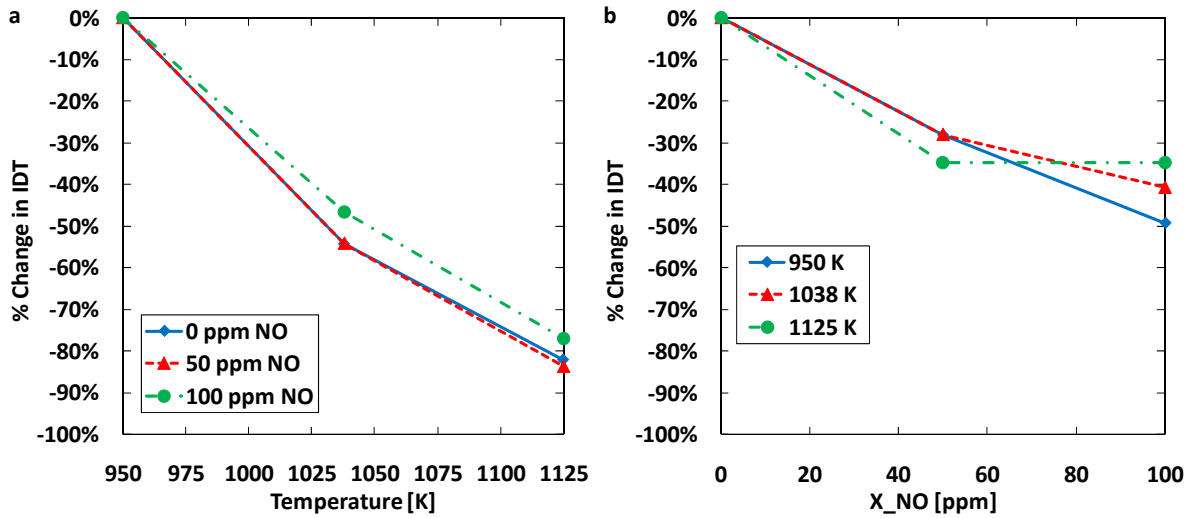 a
% Change in IDT
0%
-10%
-20%
-30%
-40%
-50%
-60%
-70%
-80%
-90%
-100%
0 ppm NO
50 ppm NO
100 ppm NO
950 975 1000 1025 1050 1075 1100 1125
Temperature [K]
b
% Change in IDT
0%
-10%
-20%
-30%
-40%
-50%
-60%
-70%
-80%
-90%
-100%
950 K
1038 K
1125 K
0 20 40 60 80 100
X_NO [ppm]